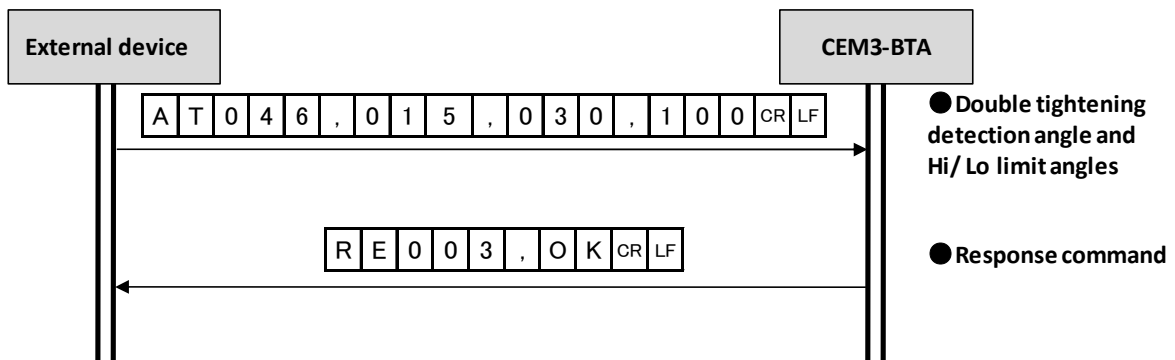 External device
CEM3-BTA
AT046,015,030,100CRLF
●Double tightening
detection angle and
Hi/ Lo limit angles
RE003,OKCRLF
●Response command